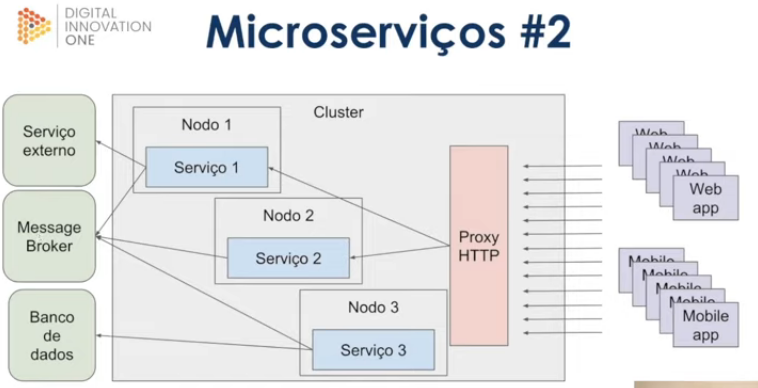 DIGITAL
INNOVATION
ONE
Microserviços #2
Cluster
Serviço
externo
Nodo 1
Serviço 1
Message
Broker
Nodo 2
Serviço 2
Proxy
HTTP
Banco
de
dados
Nodo 3
Serviço 3
Web
Web
Web
Web
Web
app
Mobile
Mobile
Mobile
Mobile
Mobile
app